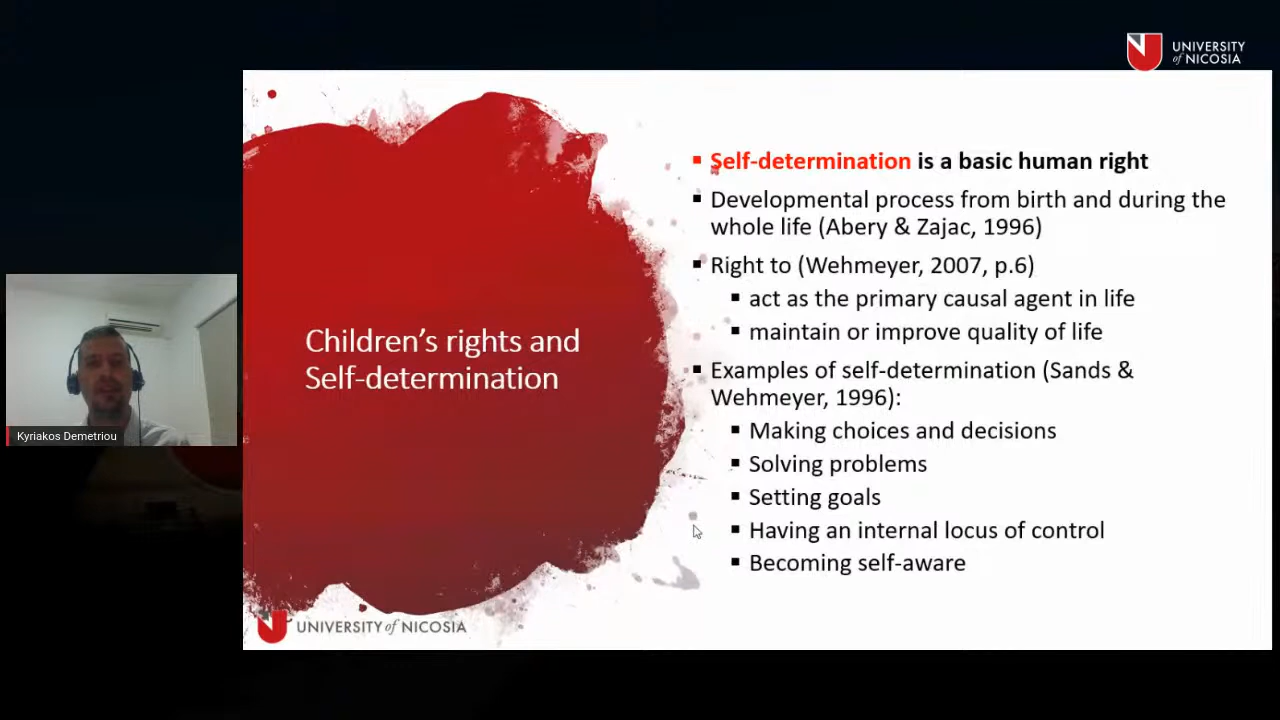 UNIVERSITY
of NICOSIA
Self-determination is a basic human right
Developmental process from birth and during the
whole life (Abery & Zajac, 1996)
Right to (Wehmeyer, 2007, p.6)
act as the primary causal agent in life
maintain or improve quality of life
Examples of self-determination (Sands &
Wehmeyer, 1996):
Making choices and decisions
Solving problems
Setting goals
Having an internal locus of control
Becoming self-aware
Children's rights and
Self-determination
Kyriakos Demetriou
UNIVERSITY of NICOSIA